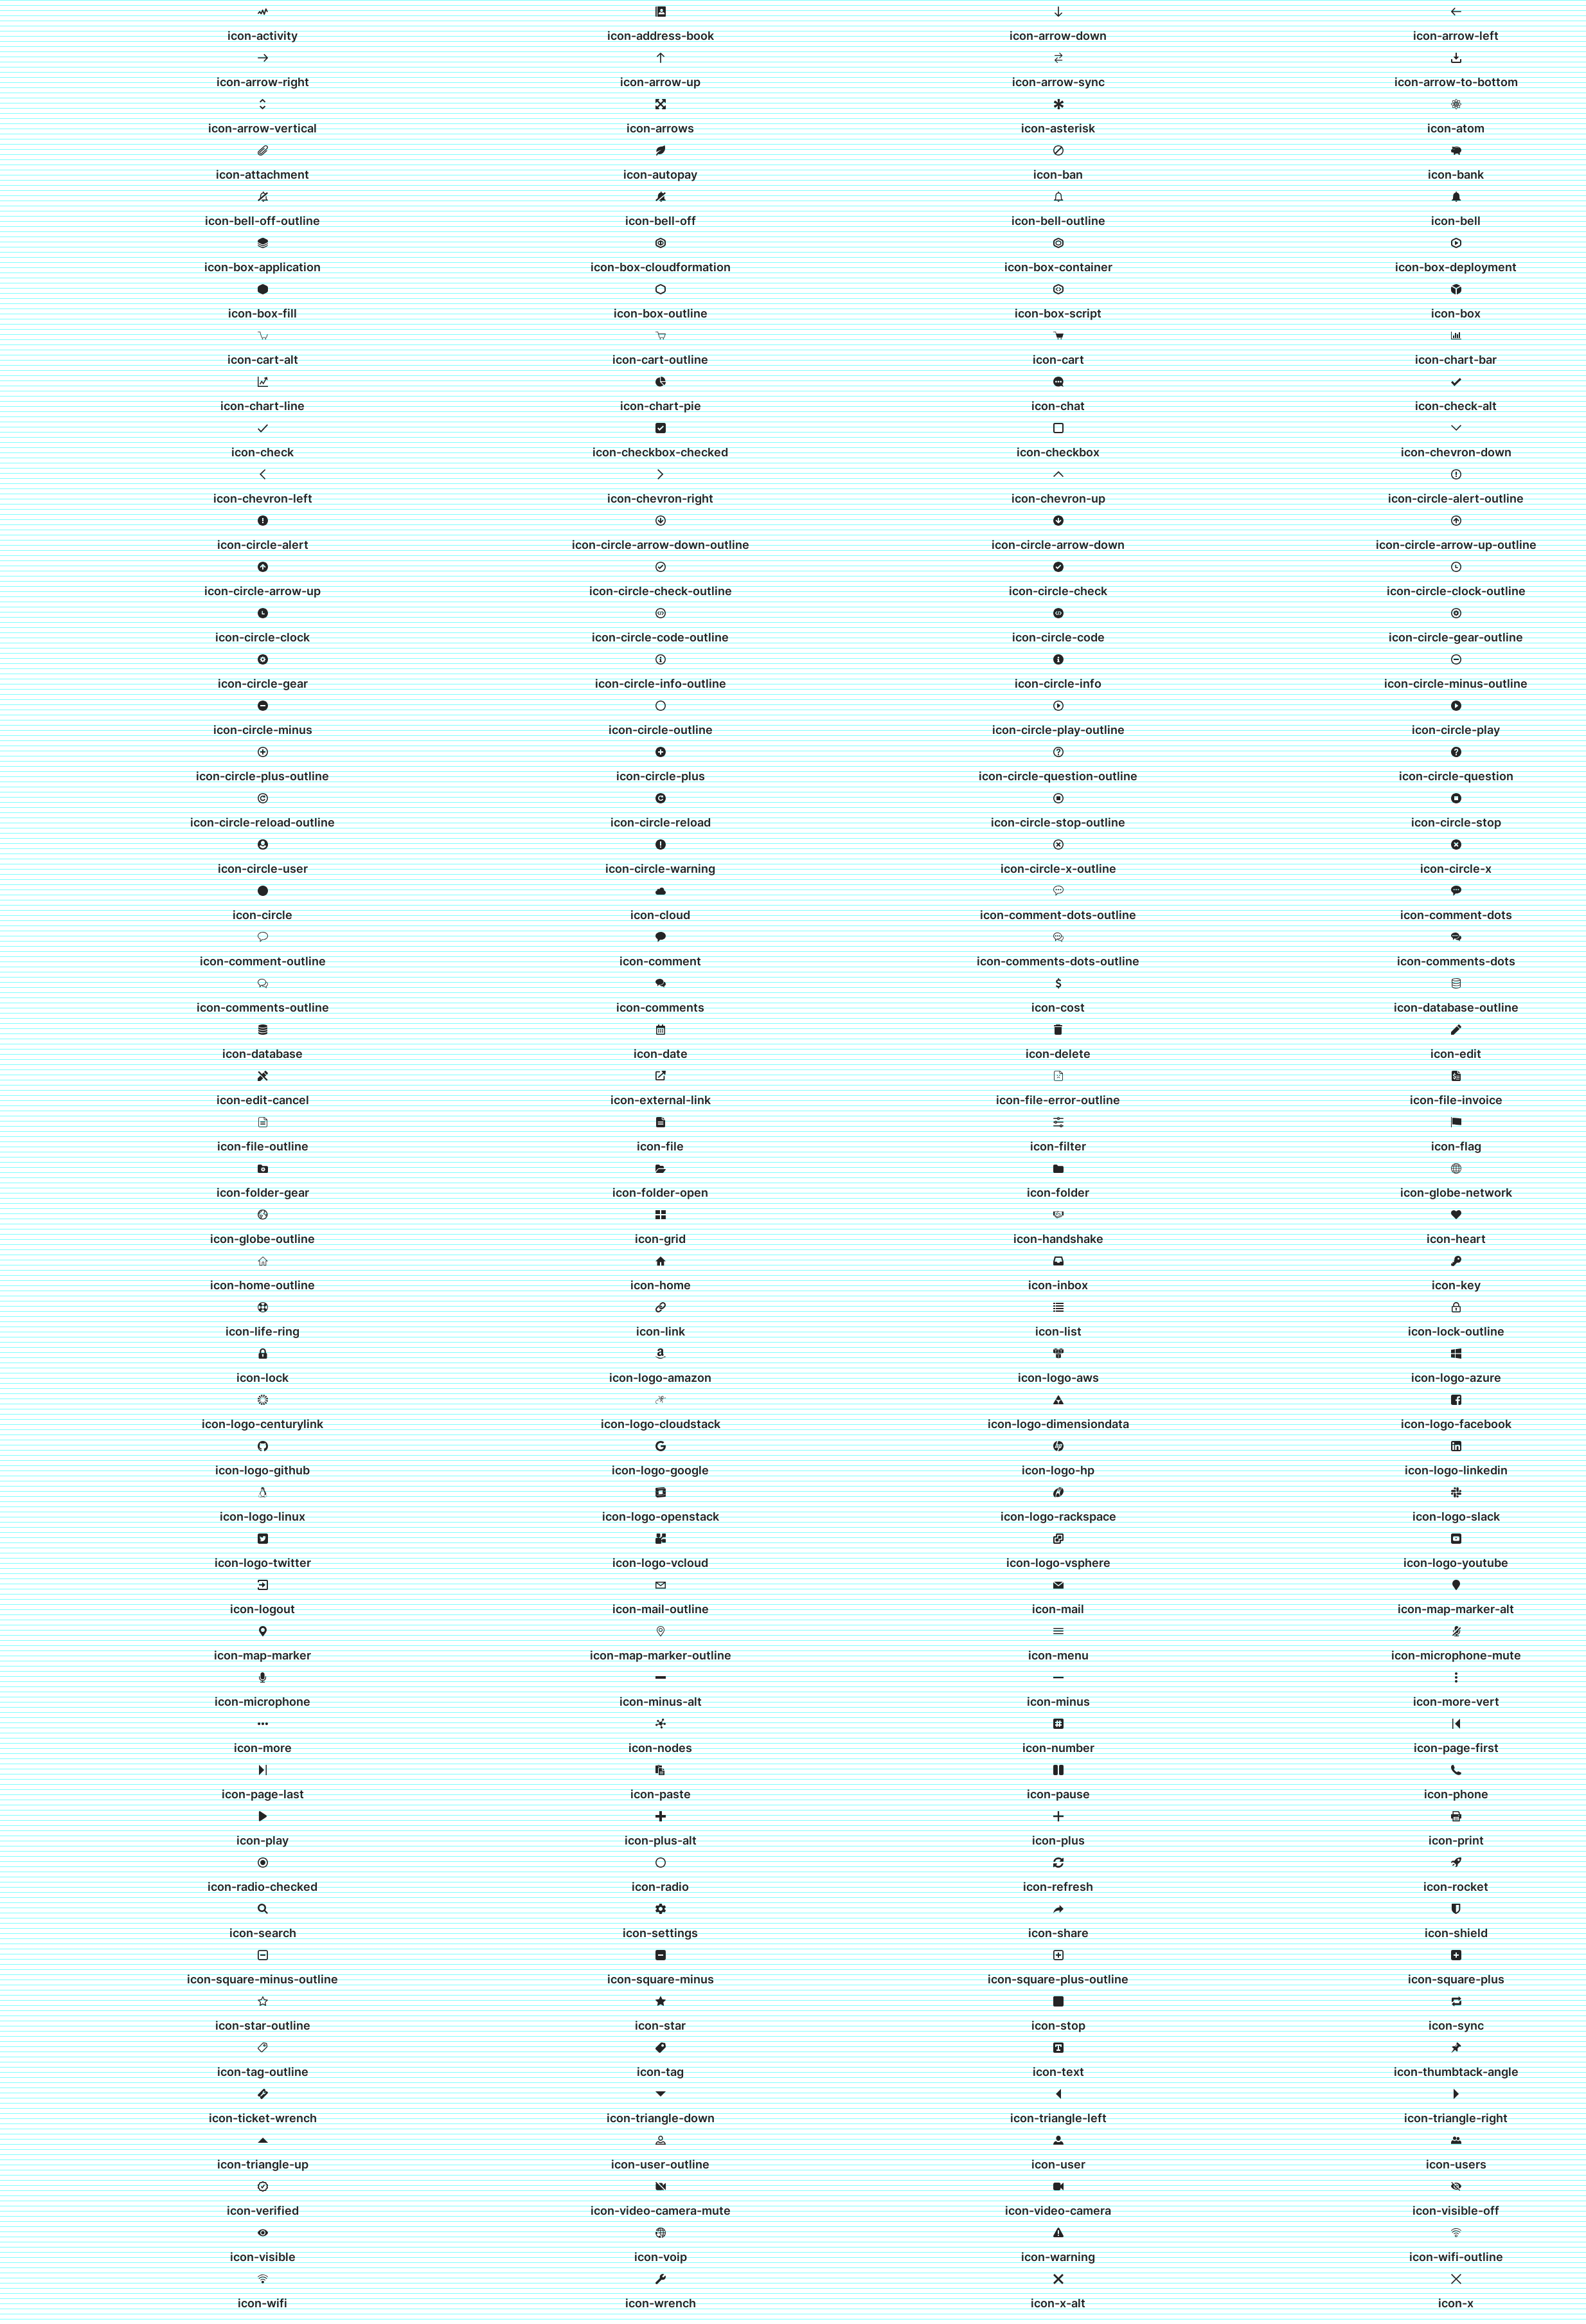 icon-activity icon-address-book icon-arrow-down icon-arrow-left
icon-arrow-right icon-arrow-up icon-arrow-sync icon-arrow-to-bottom
icon-arrow-vertical icon-arrows icon-asterisk icon-atom
icon-attachment icon-autopay icon-ban icon-bank
icon-bell-off-outline icon-bell-off icon-bell-outline icon-bell
icon-box-application icon-box-cloudformation icon-box-container icon-box-deployment
icon-box-fill icon-box-outline icon-box-script icon-box
icon-cart-alt icon-cart-outline icon-cart icon-chart-bar
icon-chart-line icon-chart-pie icon-chat icon-check-alt
icon-check icon-checkbox-checked icon-checkbox icon-chevron-down
icon-chevron-left icon-chevron-right icon-chevron-up icon-circle-alert-outline
icon-circle-alert icon-circle-arrow-down-outline icon-circle-arrow-down icon-circle-arrow-up-outline
icon-circle-arrow-up icon-circle-check-outline icon-circle-check icon-circle-clock-outline
icon-circle-clock icon-circle-code-outline icon-circle-code icon-circle-gear-outline
icon-circle-gear icon-circle-info-outline icon-circle-info icon-circle-minus-outline
icon-circle-minus icon-circle-outline icon-circle-play-outline icon-circle-play
icon-circle-plus-outline icon-circle-plus icon-circle-question-outline icon-circle-question
icon-circle-reload-outline icon-circle-reload icon-circle-stop-outline icon-circle-stop
icon-circle-user icon-circle-warning icon-circle-x-outline icon-circle-x
icon-circle icon-cloud icon-comment-dots-outline icon-comment-dots
icon-comment-outline icon-comment icon-comments-dots-outline icon-comments-dots
icon-comments-outline icon-comments icon-cost icon-database-outline
icon-database icon-date icon-delete icon-edit
icon-edit-cancel icon-external-link icon-file-error-outline icon-file-invoice
icon-file-outline icon-file icon-filter icon-flag
icon-folder-gear icon-folder-open icon-folder icon-globe-network
icon-globe-outline icon-grid icon-handshake icon-heart
icon-home-outline icon-home icon-inbox icon-key
icon-life-ring icon-link icon-list icon-lock-outline
icon-lock icon-logo-amazon icon-logo-aws icon-logo-azure
icon-logo-centurylink icon-logo-cloudstack icon-logo-dimensiondata icon-logo-facebook
icon-logo-github icon-logo-google icon-logo-hp icon-logo-linkedin
icon-logo-linux icon-logo-openstack icon-logo-rackspace icon-logo-slack
icon-logo-twitter icon-logo-vcloud icon-logo-vsphere icon-logo-youtube
icon-logout icon-mail-outline icon-mail icon-map-marker-alt
icon-map-marker icon-map-marker-outline icon-menu icon-microphone-mute
icon-microphone icon-minus-alt icon-minus icon-more-vert
icon-more icon-nodes icon-number icon-page-first
icon-page-last icon-paste icon-pause icon-phone
icon-play icon-plus-alt icon-plus icon-print
icon-radio-checked icon-radio icon-refresh icon-rocket
icon-search icon-settings icon-share icon-shield
icon-square-minus-outline icon-square-minus icon-square-plus-outline icon-square-plus
icon-star-outline icon-star icon-stop icon-sync
icon-tag-outline icon-tag icon-text icon-thumbtack-angle
icon-ticket-wrench icon-triangle-down icon-triangle-left icon-triangle-right
icon-triangle-up icon-user-outline icon-user icon-users
icon-verified icon-video-camera-mute icon-video-camera icon-visible-off
icon-visible icon-voip icon-warning icon-wifi-outline
icon-wifi icon-wrench icon-x-alt icon-x